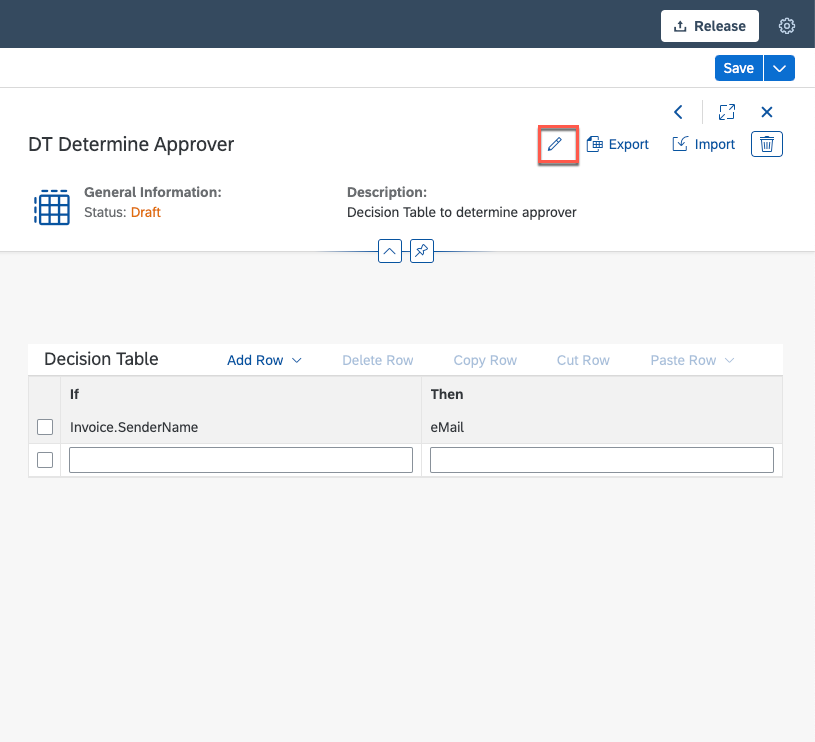 Release
Save
DT Determine Approver
Export
Import
General Information:
Status: Draft
Description:
Decision Table to determine approver
Decision Table
Add Row
Delete Row
Copy Row
Cut Row
Paste Row
If
Then
Invoice.SenderName
eMail